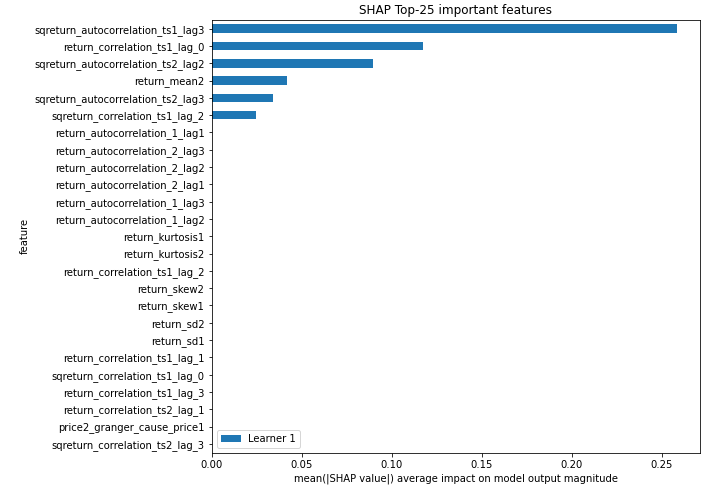 SHAP Top-25 important features
sqreturn_autocorrelation_ts1_lag3
return_correlation_ts1_lag_0
sqreturn_autocorrelation_ts2_lag2
return_mean2
sqreturn_autocorrelation_ts2_lag3
sqreturn_correlation_ts1_lag_2
return_autocorrelation_1_lag1
return_autocorrelation_2_lag3
return_autocorrelation_2_lag2
return_autocorrelation_2_lag1
return_autocorrelation_1_lag3
return_autocorrelation_1_lag2
return_kurtosis1
return_kurtosis2
return_correlation_ts1_lag_2
return_skew2
return_skew1
return_sd2
return_sd1
return_correlation_ts1_lag_1
sqreturn_correlation_ts1_lag_0
return_correlation_ts1_lag_3
return_correlation_ts2_lag_1
price2_granger_cause_price1
sqreturn_correlation_ts2_lag_3
feature
Learner 1
0.00 0.05 0.10 0.15 0.20 0.25
mean(|SHAP value|) average impact on model output magnitude